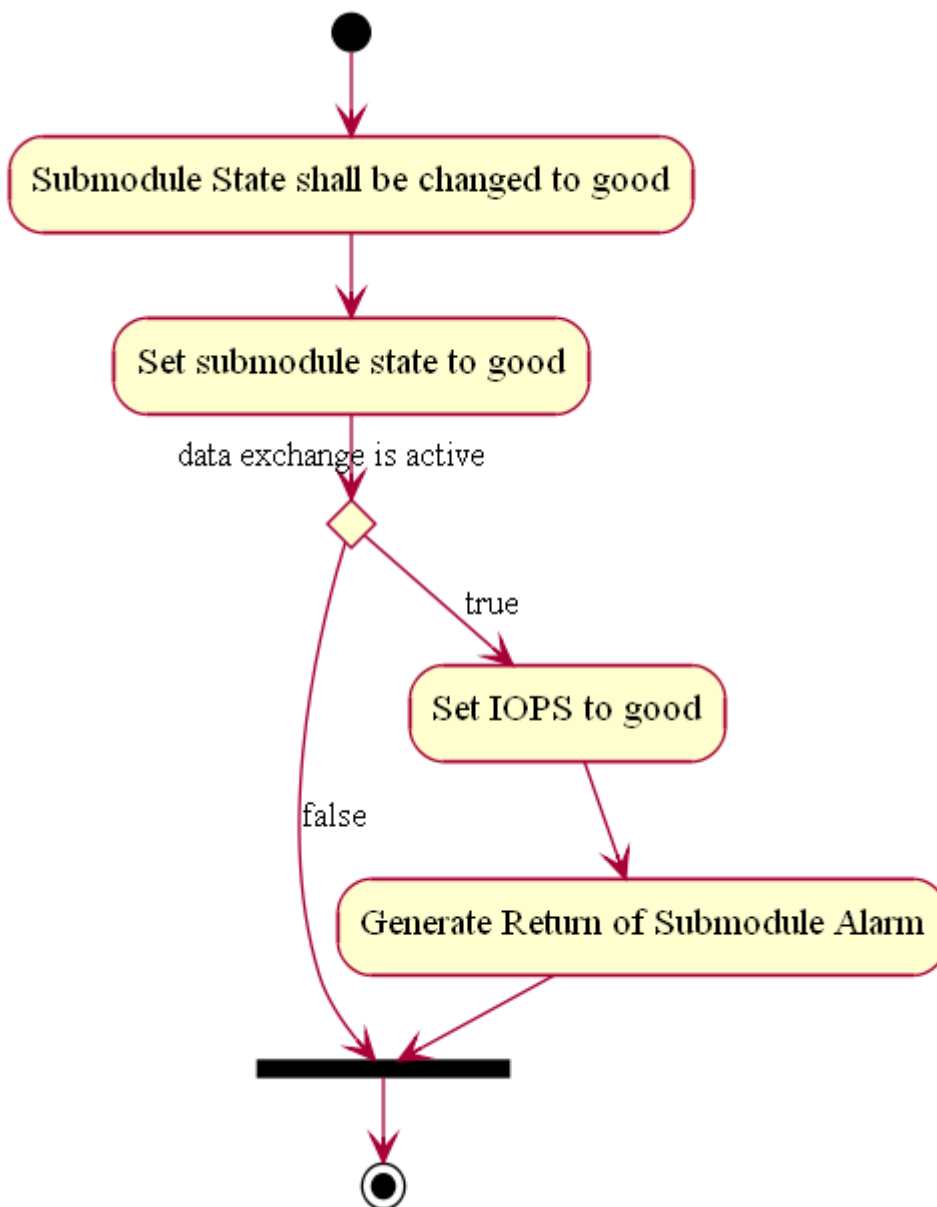 Submodule State shall be changed to good
Set submodule state to good
data exchange is active
true
Set IOPS to good
false
Generate Return of Submodule Alarm